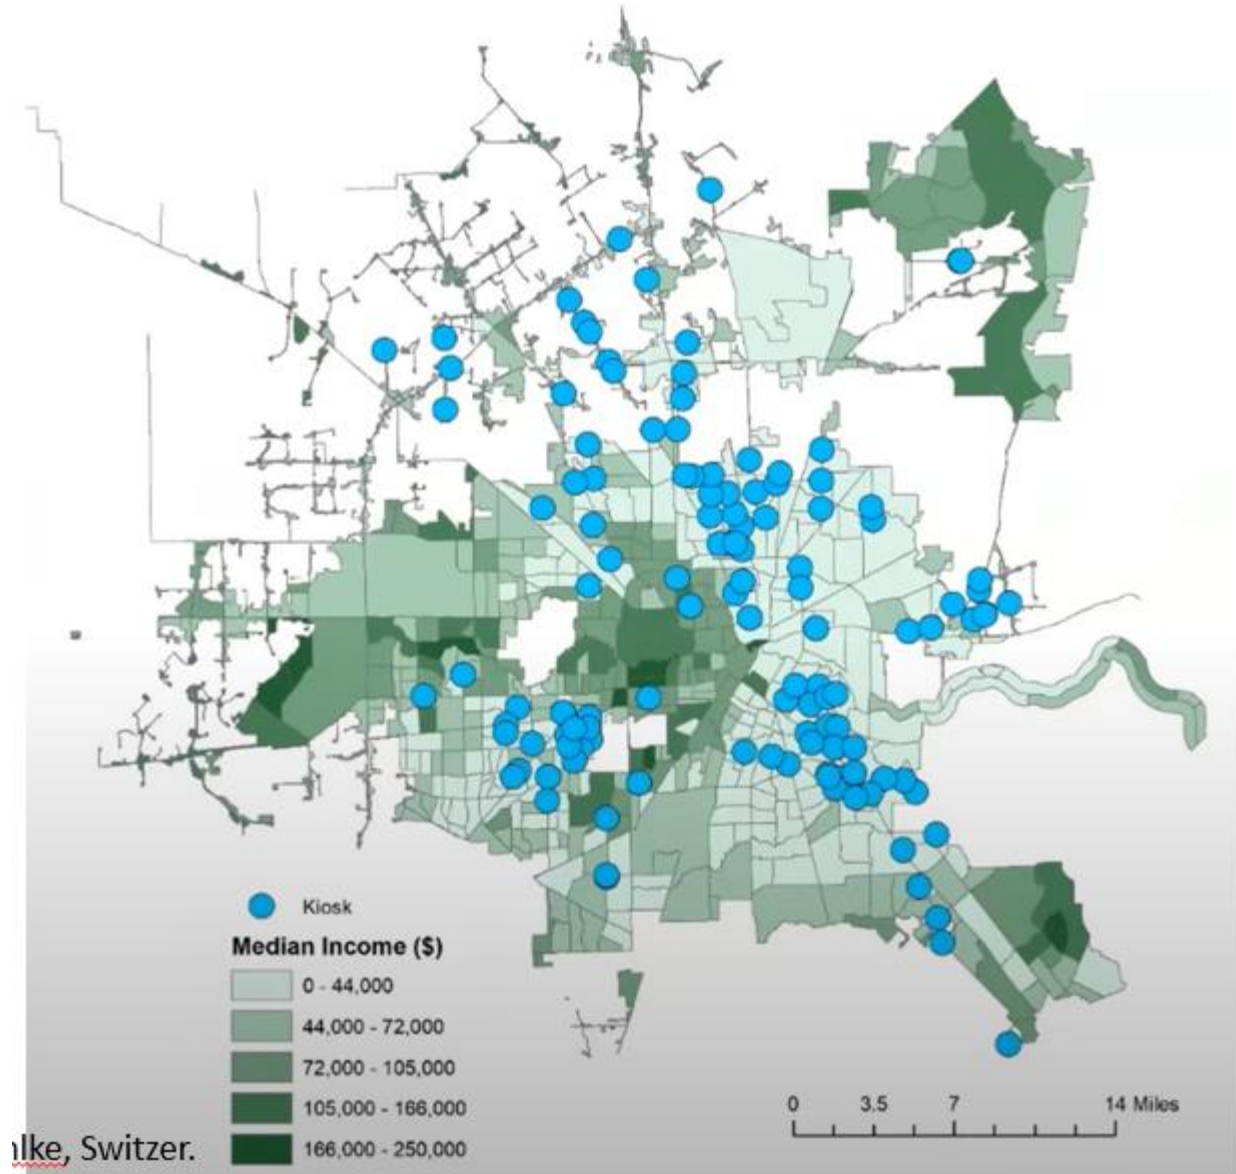 Kiosk
Median Income ($)
0 - 44,000
44,000 - 72,000
72,000 - 105,000
105,000 - 166,000
166,000 - 250,000
0 3.5 7 14 Miles
Switzer.